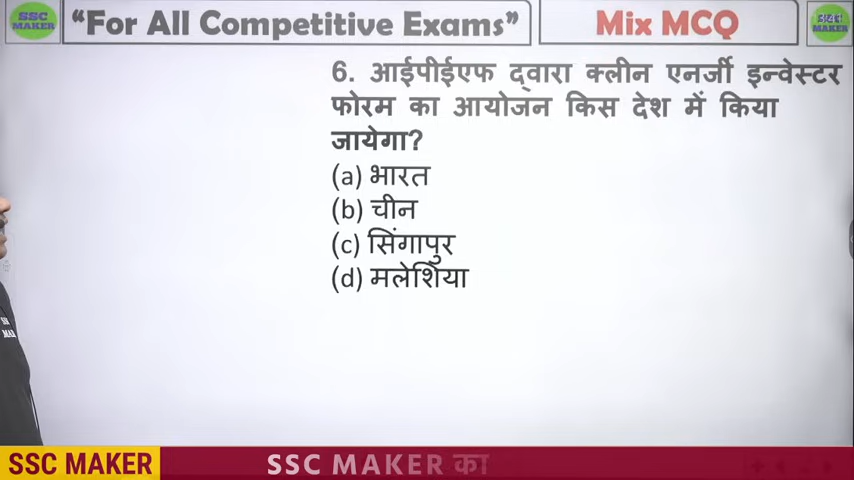 SSC MAKER
“For All Competitive Exams”
Mix MCQ
SSC MAKER
6. आईपीईएफ द्वारा क्लीन एनर्जी इन्वेस्टर
फोरम का आयोजन किस देश में किया
जायेगा?
(a) भारत
(b) चीन
(c) सिंगापुर
(d) मलेशिया
SSC MAKER
SSC MAKER का